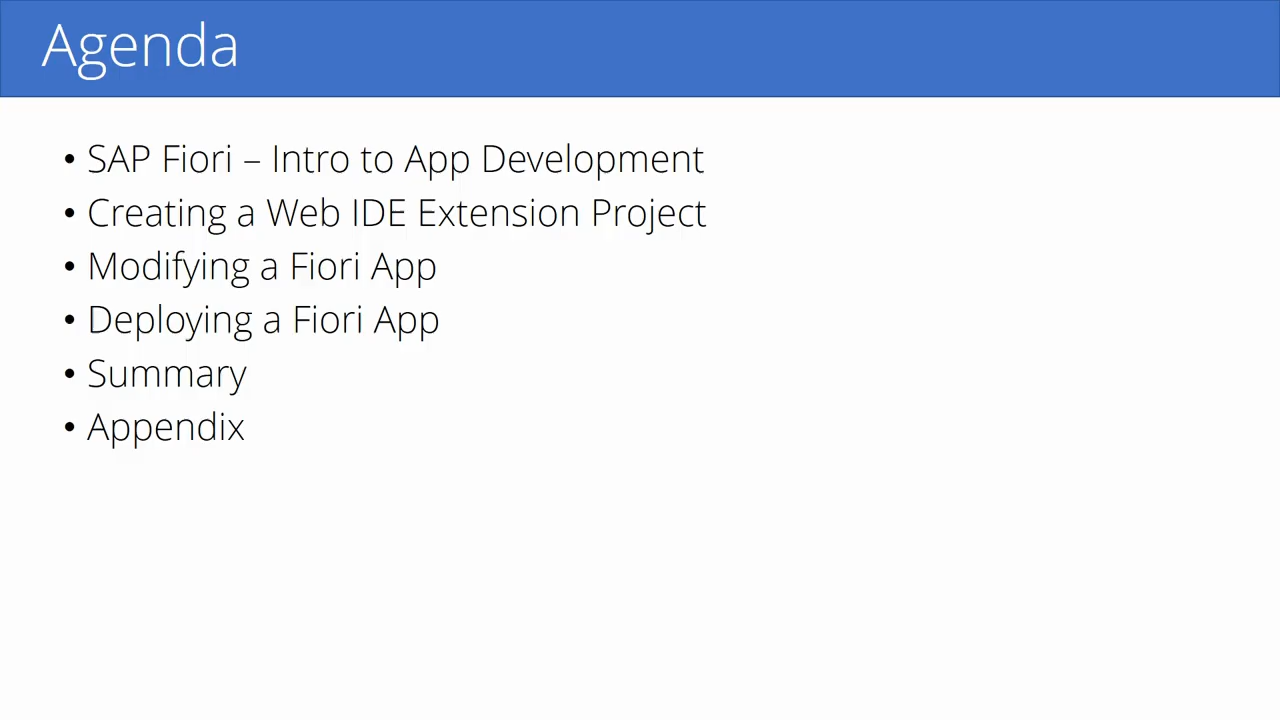 Agenda
• SAP Fiori – Intro to App Development
• Creating a Web IDE Extension Project
• Modifying a Fiori App
• Deploying a Fiori App
• Summary
• Appendix